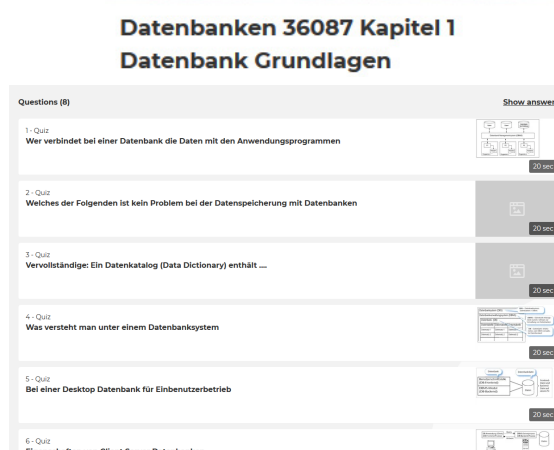 Datenbanken 36087 Kapitel 1
Datenbank Grundlagen
Questions (8)
Show answer
1 - Quiz
Wer verbindet bei einer Datenbank die Daten mit den Anwendungsprogrammen
20 sec
2 - Quiz
Welches der Folgenden ist kein Problem bei der Datenspeicherung mit Datenbanken
20 sec
3 - Quiz
Vervollständige: Ein Datenkatalog (Data Dictionary) enthält ....
20 sec
4 - Quiz
Was versteht man unter einem Datenbanksystem
20 sec
5 - Quiz
Bei einer Desktop Datenbank für Einbenutzerbetrieb
20 sec
6 - Quiz